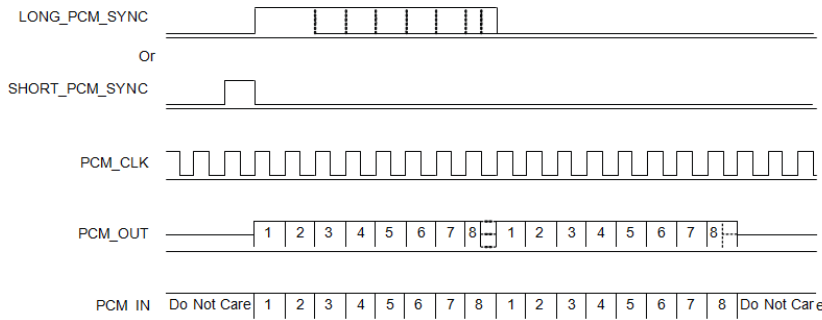 LONG_PCM_SYNC
Or
SHORT_PCM_SYNC
PCM_CLK
PCM_OUT 1 2 3 4 5 6 7 8 1 2 3 4 5 6 7 8
PCM IN Do Not Care 1 2 3 4 5 6 7 8 1 2 3 4 5 6 7 8 Do Not Care